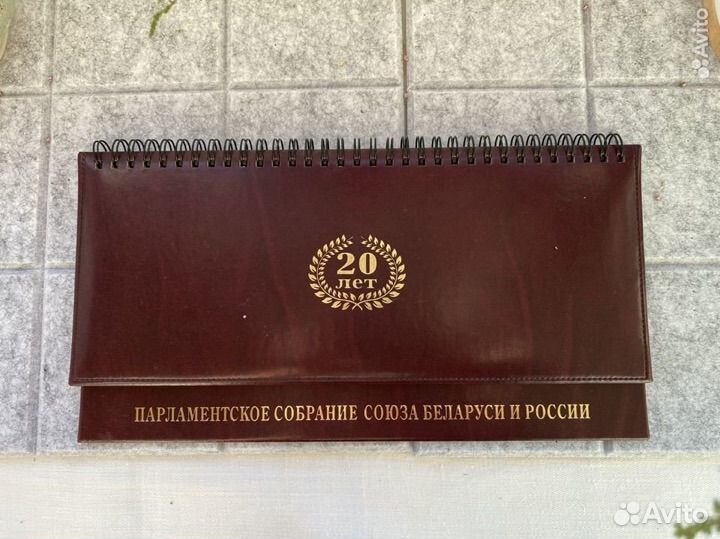 20
лет
ПАРЛАМЕНТСКОЕ СОБРАНИЕ СОЮЗА БЕЛАРУСИ И РОССИИ
Avito
Avito